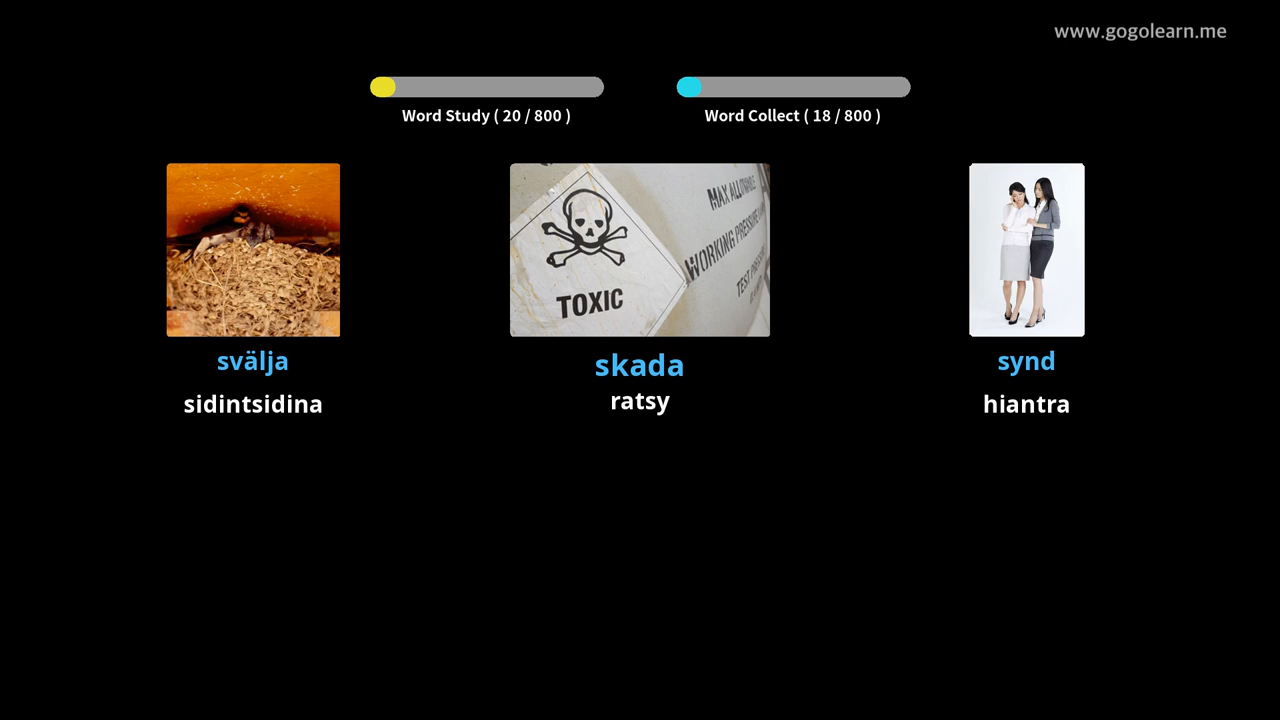 www.gogolearn.me
Word Study ( 20 / 800 )
Word Collect ( 18 / 800 )
TOXIC
MAX ALLOWABLE
WORKING PRESSURE
TEST
svälja
skada
synd
sidintsidina
ratsy
hiantra